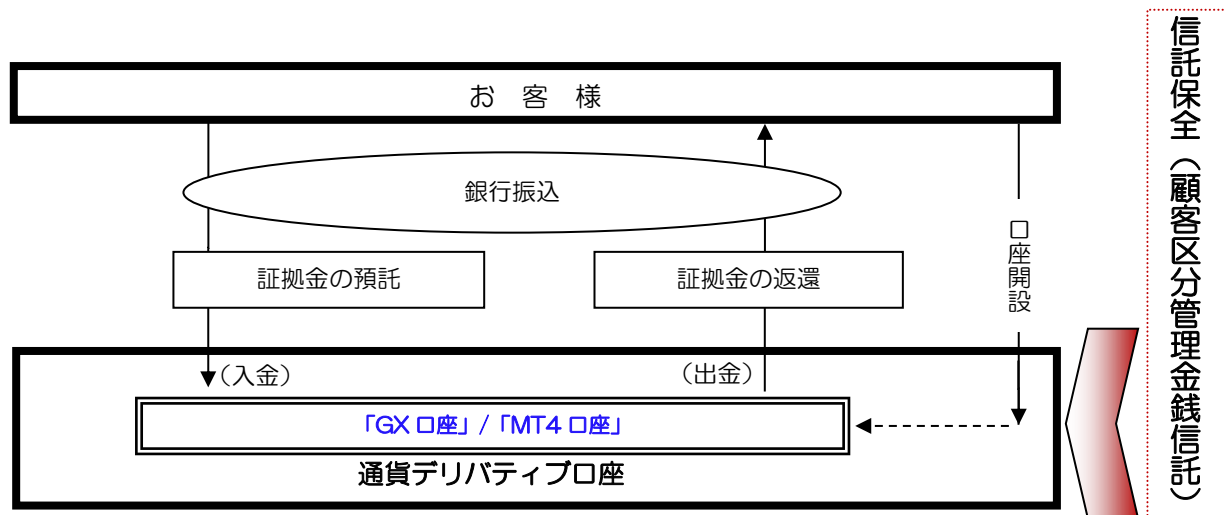 お 客 様
銀行振込
証拠金の預託
証拠金の返還
口座開設
（入金）
（出金）
「GX 口座」/「MT4 口座」
通貨デリバティブ口座
信託保全（顧客区分管理金銭信託）